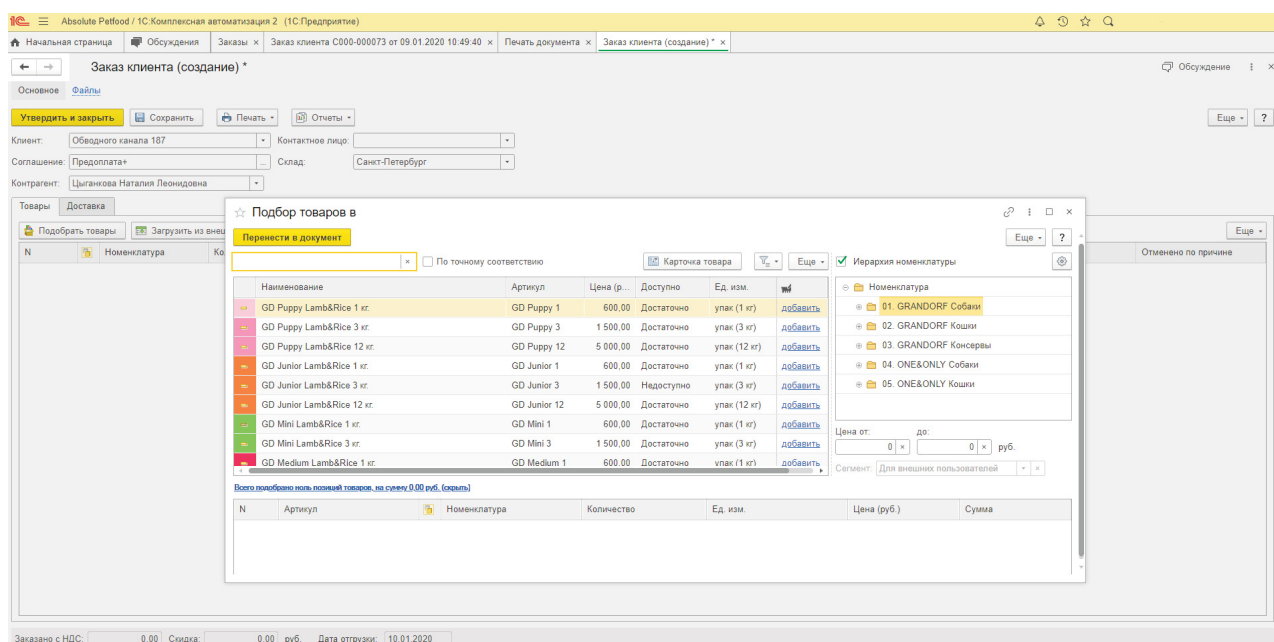 Absolute Petfood / 1С:Комплексная автоматизация 2 (1С:Предприятие)
Начальная страница Обсуждения Заказы × Заказ клиента С000-000073 от 09.01.2020 10:49:40 × Печать документа × Заказ клиента (создание) * ×
Заказ клиента (создание) * Обсуждение
Основное Файлы
Утвердить и закрыть Сохранить Печать Отчеты Еще ?
Клиент: Обводного канала 187 Контактное лицо:
Соглашение: Предоплата+ ... Склад: Санкт-Петербург
Контрагент: Цыганкова Наталия Леонидовна
Товары Доставка
Подобрать товары Загрузить из внеш Еще
N Номенклатура Ко Отменено по причине
Подбор товаров в
Перенести в документ Еще ?
По точному соответствию Карточка товара Еще Иерархия номенклатуры
Наименование Артикул Цена (р... Доступно Ед. изм.
GD Puppy Lamb&Rice 1 кг. GD Puppy 1 600,00 Достаточно упак (1 кг) добавить
GD Puppy Lamb&Rice 3 кг. GD Puppy 3 1 500,00 Достаточно упак (3 кг) добавить
GD Puppy Lamb&Rice 12 кг. GD Puppy 12 5 000,00 Достаточно упак (12 кг) добавить
GD Junior Lamb&Rice 1 кг. GD Junior 1 600,00 Достаточно упак (1 кг) добавить
GD Junior Lamb&Rice 3 кг. GD Junior 3 1 500,00 Недоступно упак (3 кг) добавить
GD Junior Lamb&Rice 12 кг. GD Junior 12 5 000,00 Достаточно упак (12 кг) добавить
GD Mini Lamb&Rice 1 кг. GD Mini 1 600,00 Достаточно упак (1 кг) добавить
GD Mini Lamb&Rice 3 кг. GD Mini 3 1 500,00 Достаточно упак (3 кг) добавить
GD Medium Lamb&Rice 1 кг. GD Medium 1 600,00 Достаточно упак (1 кг) добавить
Номенклатура
01. GRANDORF Собаки
02. GRANDORF Кошки
03. GRANDORF Консервы
04. ONE&ONLY Собаки
05. ONE&ONLY Кошки
Цена от: до:
0 × 0 × руб.
Сегмент: Для внешних пользователей
Всего подобрано ноль позиций товаров, на сумму 0,00 руб. (скрыть)
N Артикул Номенклатура Количество Ед. изм. Цена (руб.) Сумма
Заказано с НДС: 0,00 Скидка: 0,00 руб. Дата отгрузки: 10.01.2020